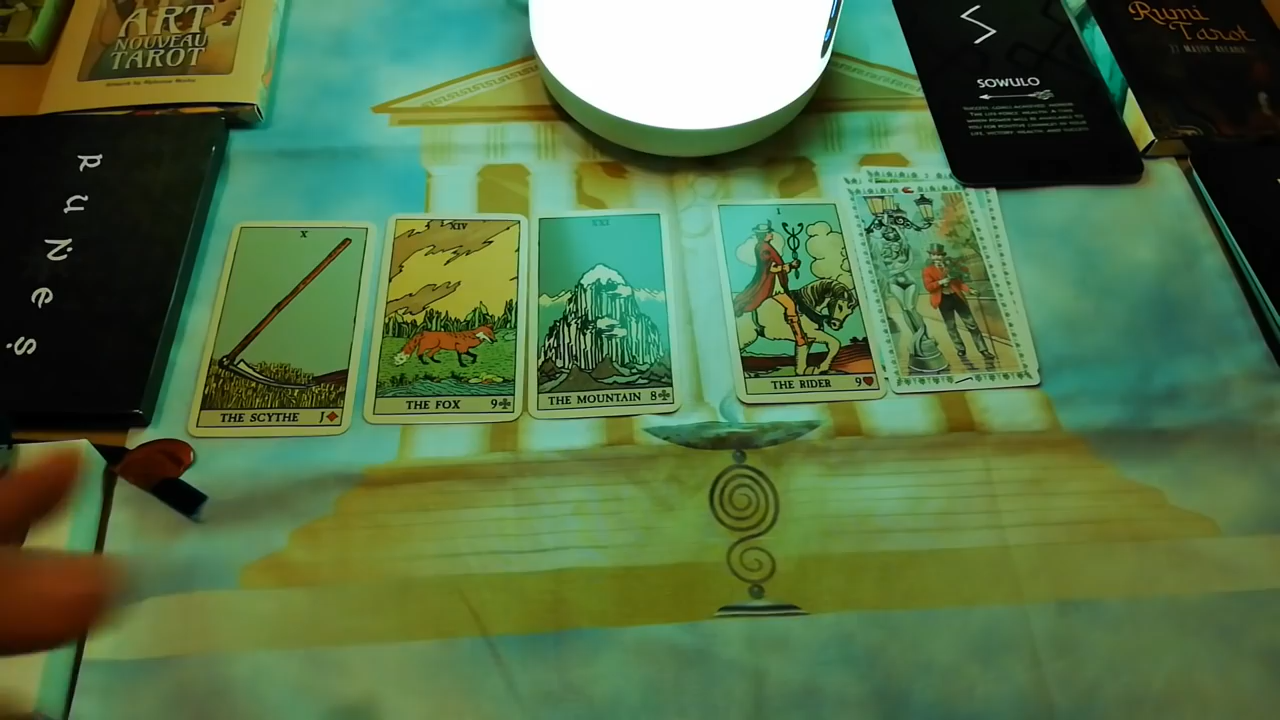 ART
NOUVEAU
TAROT
SOWULO
Rumi
Tarot
RUNES
X
XIV
XXI
I
THE SCYTHE J♦
THE FOX 9♣
THE MOUNTAIN 8♣
THE RIDER 9♥